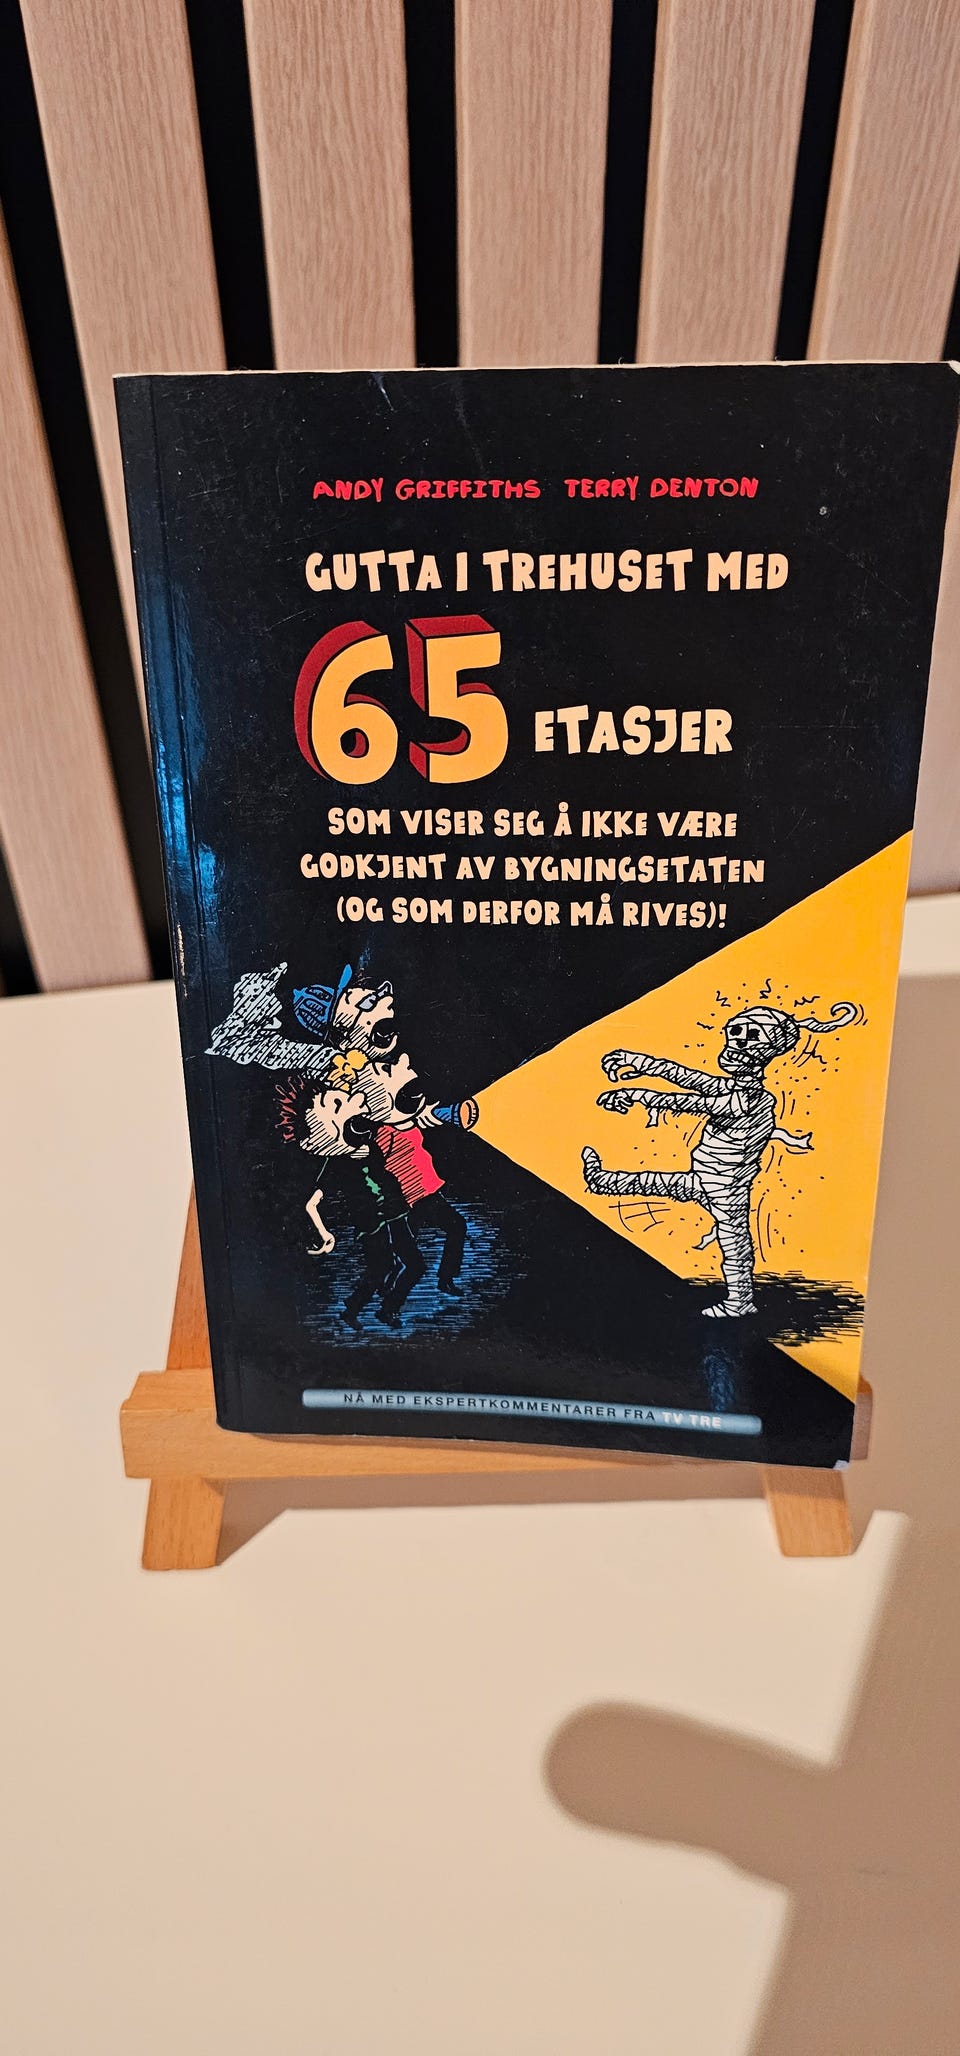 ANDY GRIFFITHS TERRY DENTON
GUTTA I TREHUSET MED
65 ETASJER
SOM VISER SEG Å IKKE VÆRE
GODKJENT AV BYGNINGSETATEN
(OG SOM DERFOR MÅ RIVES)!
NÅ MED EKSPERTKOMMENTARER FRA TV TRE